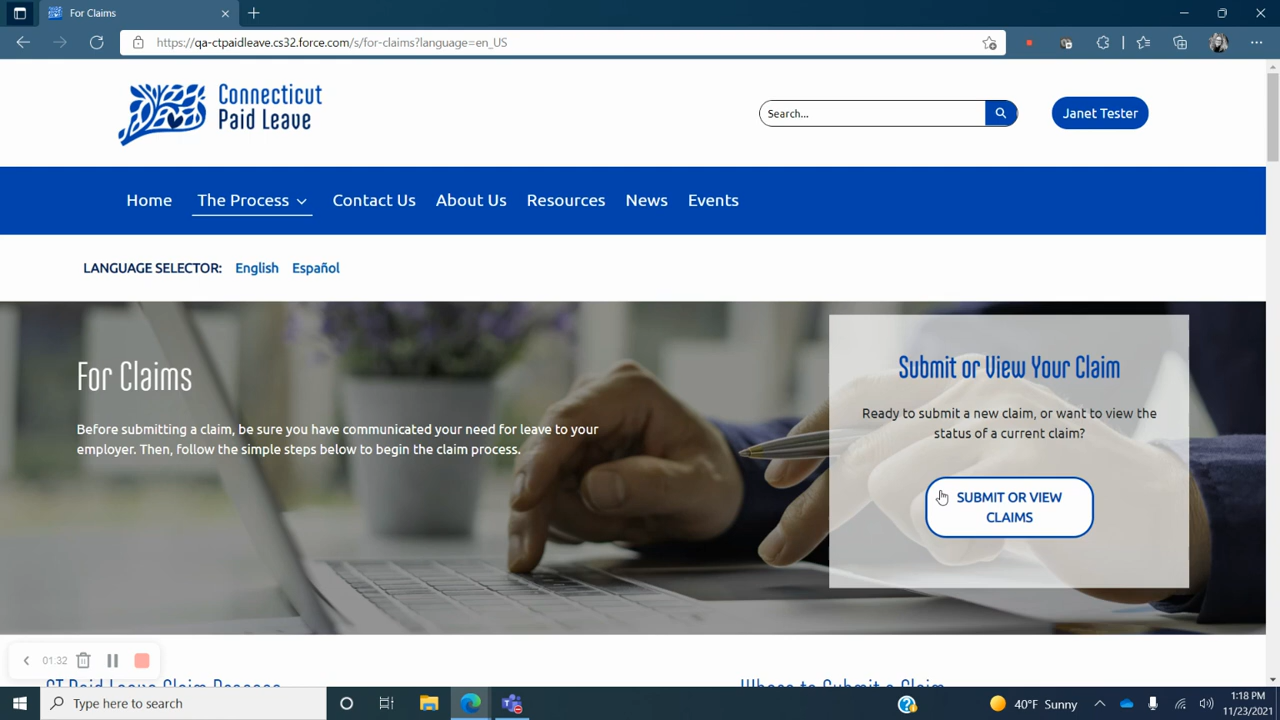 For Claims
https://qa-ctpaidleave.cs32.force.com/s/for-claims?language=en_US
Connecticut
Paid Leave
Search...
Janet Tester
Home The Process Contact Us About Us Resources News Events
LANGUAGE SELECTOR: English Español
For Claims
Before submitting a claim, be sure you have communicated your need for leave to your
employer. Then, follow the simple steps below to begin the claim process.
Submit or View Your Claim
Ready to submit a new claim, or want to view the
status of a current claim?
SUBMIT OR VIEW
CLAIMS
01:32
CT Paid Leave Claim Process
Where to Submit a Claim
Type here to search
40°F Sunny
1:18 PM
11/23/2021